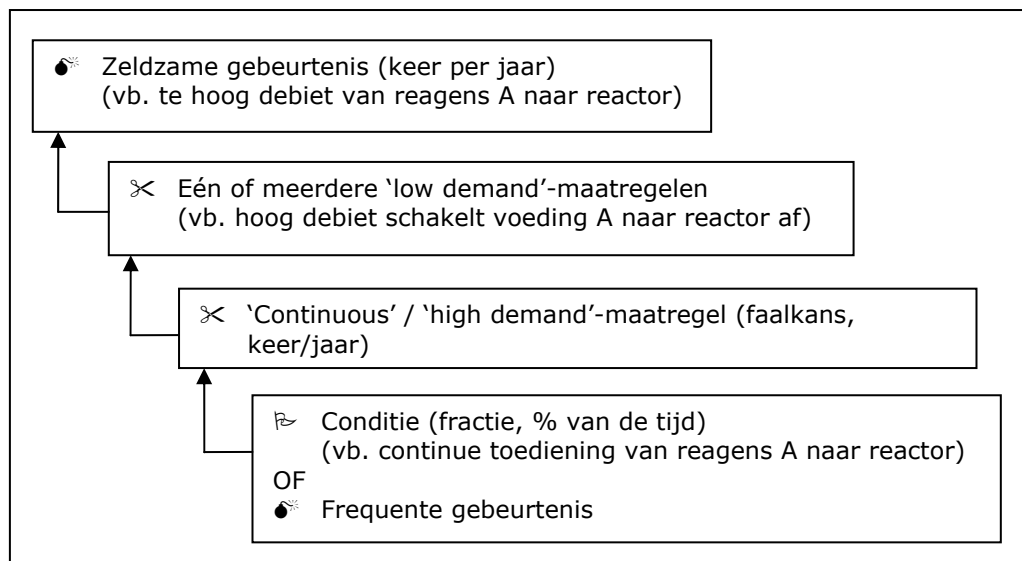 Zeldzame gebeurtenis (keer per jaar)
(vb. te hoog debiet van reagens A naar reactor)
Eén of meerdere ‘low demand’-maatregelen
(vb. hoog debiet schakelt voeding A naar reactor af)
‘Continuous’ / ‘high demand’-maatregel (faalkans,
keer/jaar)
Conditie (fractie, % van de tijd)
(vb. continue toediening van reagens A naar reactor)
OF
Frequente gebeurtenis